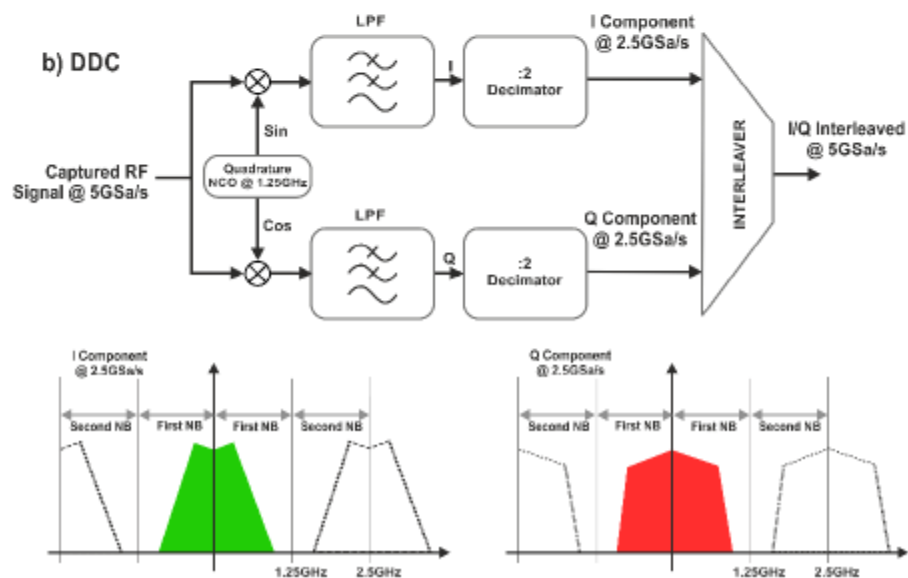 b) DDC
LPF
I Component
@ 2.5GSa/s
I
:2
Decimator
Sin
Captured RF
Signal @ 5GSa/s
Quadrature
NCO @ 1.25GHz
INTERLEAVER
I/Q Interleaved
@ 5GSa/s
Cos
LPF
Q Component
@ 2.5GSa/s
Q
:2
Decimator
I Component
@ 2.5GSa/s
Second NB
First NB
First NB
Second NB
1.25GHz
2.5GHz
Q Component
@ 2.5GSa/s
Second NB
First NB
First NB
Second NB
1.25GHz
2.5GHz